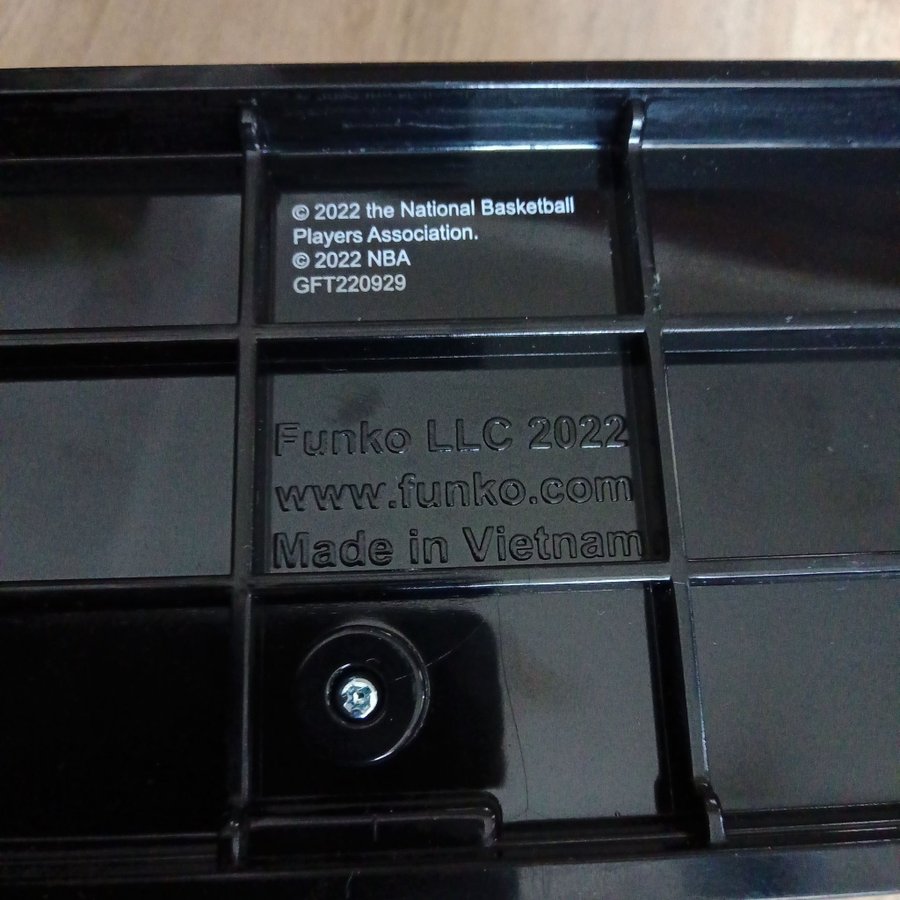 © 2022 the National Basketball
Players Association.
© 2022 NBA
GFT220929
Funko LLC 2022
www.funko.com
Made in Vietnam